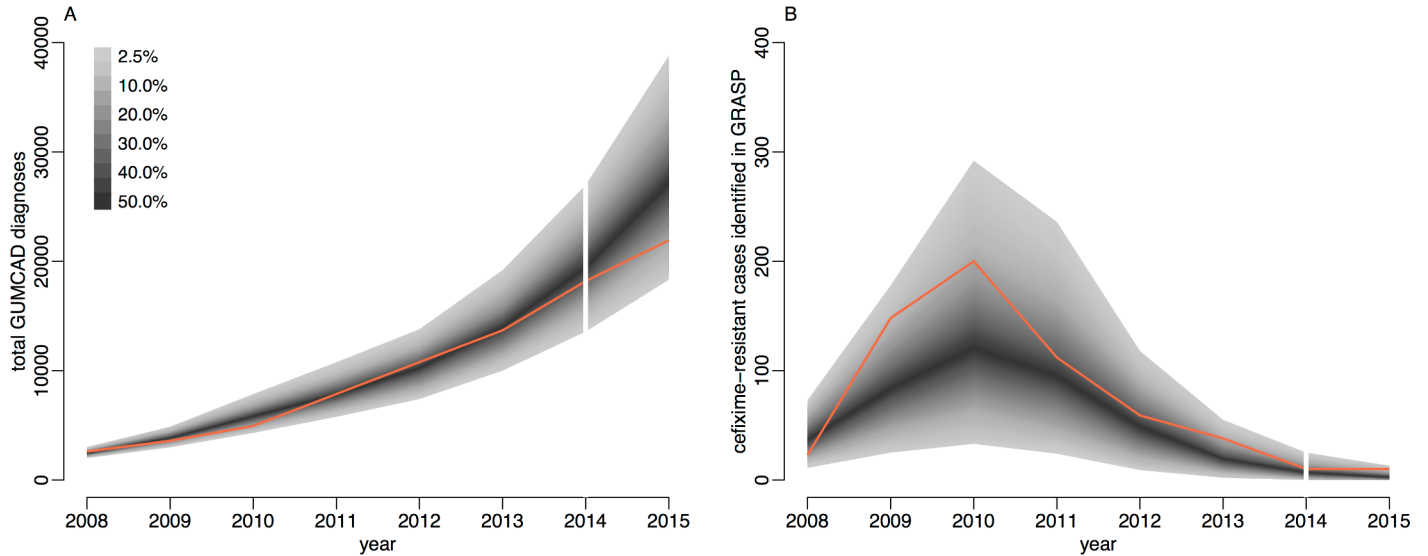 A
total GUMCAD diagnoses
40000
30000
20000
10000
0
2.5%
10.0%
20.0%
30.0%
40.0%
50.0%
2008 2009 2010 2011 2012 2013 2014 2015
year
B
cefixime−resistant cases identified in GRASP
400
300
200
100
0
2008 2009 2010 2011 2012 2013 2014 2015
year